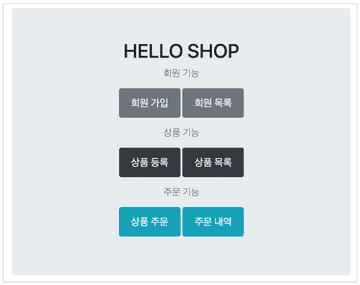 HELLO SHOP
회원 기능
회원 가입 회원 목록
상품 기능
상품 등록 상품 목록
주문 기능
상품 주문 주문 내역